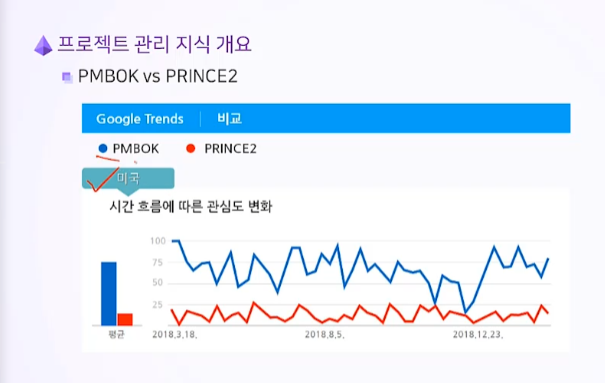 프로젝트 관리 지식 개요
PMBOK vs PRINCE2
Google Trends 비교
PMBOK PRINCE2
미국
시간 흐름에 따른 관심도 변화
100
75
50
25
평균 2018.3.18. 2018.8.5. 2018.12.23.